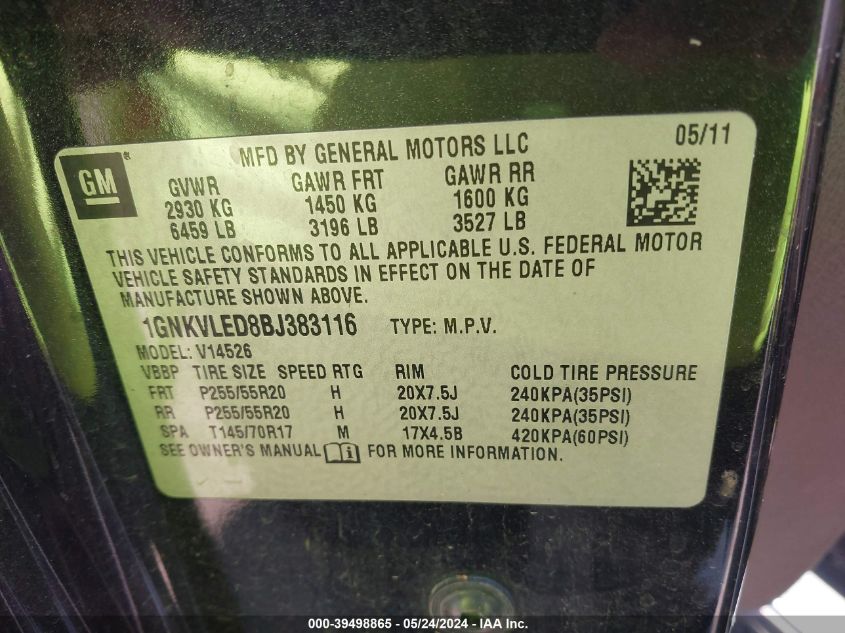 MFD BY GENERAL MOTORS LLC 05/11
GM
GVWR GAWR FRT GAWR RR
2930 KG 1450 KG 1600 KG
6459 LB 3196 LB 3527 LB
THIS VEHICLE CONFORMS TO ALL APPLICABLE U.S. FEDERAL MOTOR
VEHICLE SAFETY STANDARDS IN EFFECT ON THE DATE OF
MANUFACTURE SHOWN ABOVE.
1GNKVLED8BJ383116 TYPE: M.P.V.
MODEL: V14526
VBBP TIRE SIZE SPEED RTG RIM COLD TIRE PRESSURE
FRT P255/55R20 H 20X7.5J 240KPA(35PSI)
RR P255/55R20 H 20X7.5J 240KPA(35PSI)
SPA T145/70R17 M 17X4.5B 420KPA(60PSI)
SEE OWNER'S MANUAL FOR MORE INFORMATION.
000-39498865 - 05/24/2024 - IAA Inc.